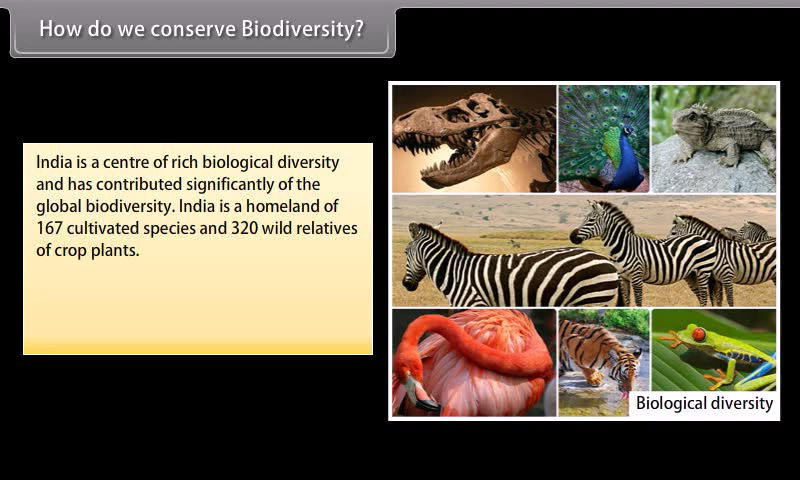 How do we conserve Biodiversity?
India is a centre of rich biological diversity
and has contributed significantly of the
global biodiversity. India is a homeland of
167 cultivated species and 320 wild relatives
of crop plants.
Biological diversity